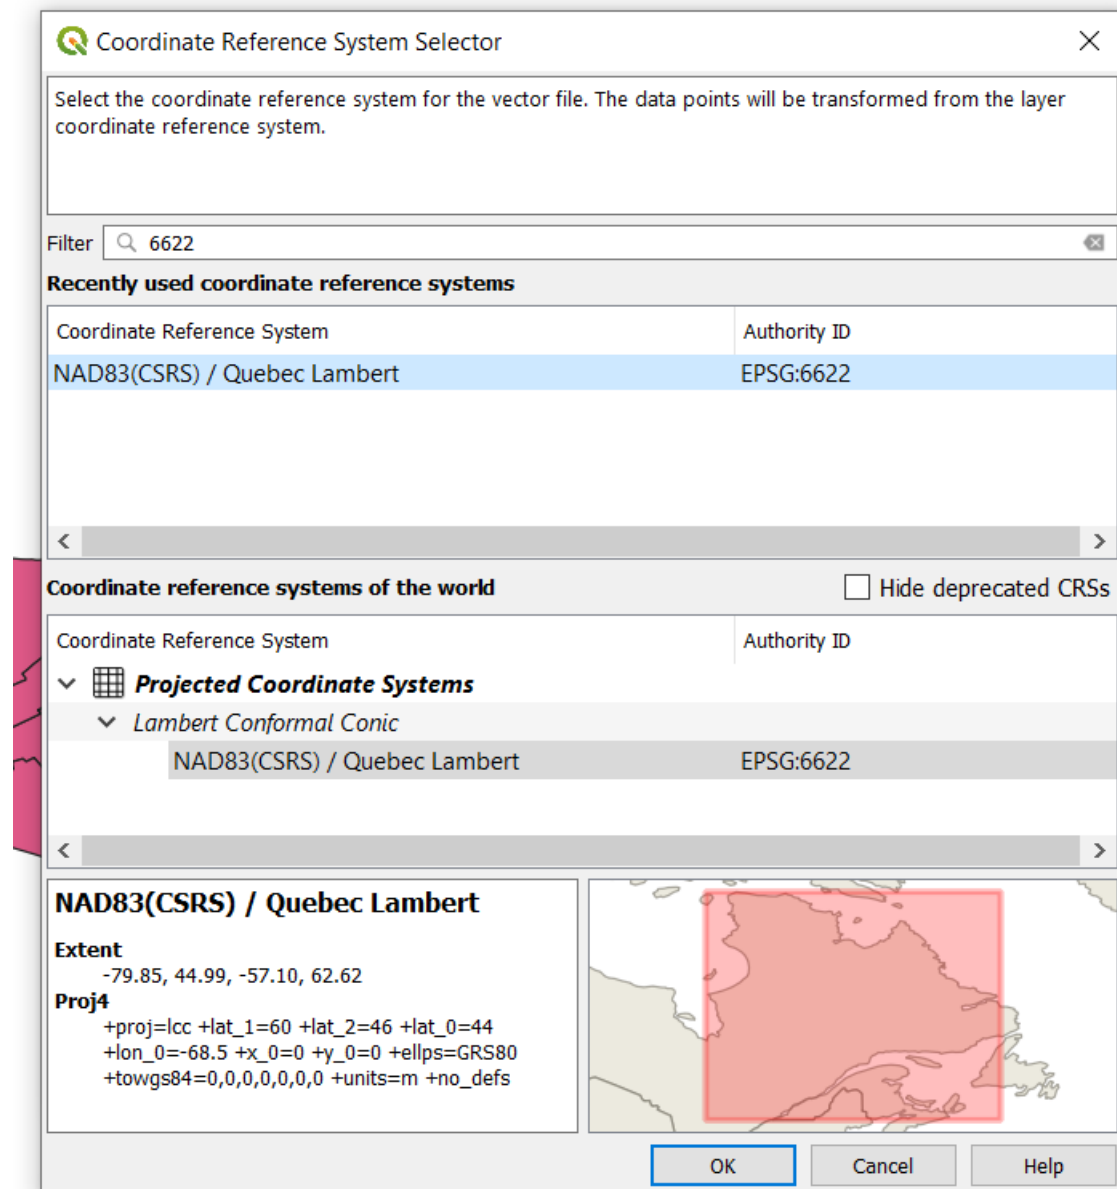 Coordinate Reference System Selector
Select the coordinate reference system for the vector file. The data points will be transformed from the layer
coordinate reference system.
Filter 6622
Recently used coordinate reference systems
Coordinate Reference System Authority ID
NAD83(CSRS) / Quebec Lambert EPSG:6622
Coordinate reference systems of the world Hide deprecated CRSs
Coordinate Reference System Authority ID
Projected Coordinate Systems
Lambert Conformal Conic
NAD83(CSRS) / Quebec Lambert EPSG:6622
NAD83(CSRS) / Quebec Lambert
Extent
-79.85, 44.99, -57.10, 62.62
Proj4
+proj=lcc +lat_1=60 +lat_2=46 +lat_0=44
+lon_0=-68.5 +x_0=0 +y_0=0 +ellps=GRS80
+towgs84=0,0,0,0,0,0,0 +units=m +no_defs
OK Cancel Help